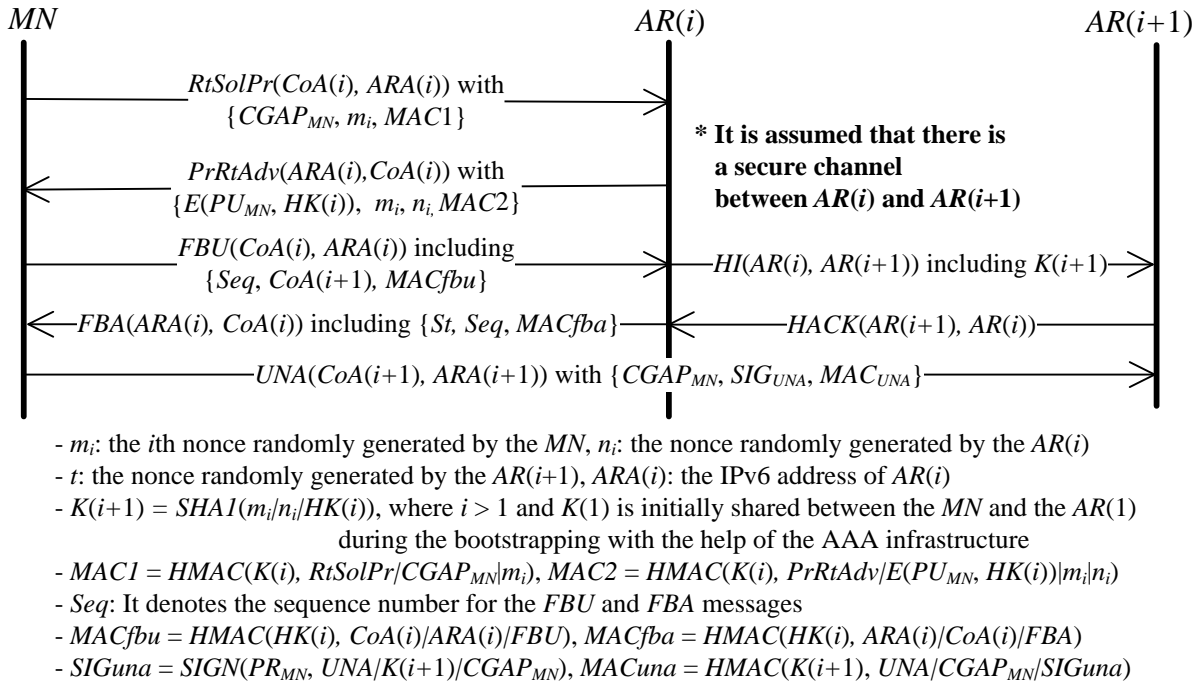 MN AR(i) AR(i+1)
RtSolPr(CoA(i), ARA(i)) with
{CGAP_MN, m_i, MAC1}
* It is assumed that there is
a secure channel
between AR(i) and AR(i+1)
PrRtAdv(ARA(i),CoA(i)) with
{E(PU_MN, HK(i)), m_i, n_i, MAC2}
FBU(CoA(i), ARA(i)) including
{Seq, CoA(i+1), MACfbu}
HI(AR(i), AR(i+1)) including K(i+1)
FBA(ARA(i), CoA(i)) including {St, Seq, MACfba}
HACK(AR(i+1), AR(i))
UNA(CoA(i+1), ARA(i+1)) with {CGAP_MN, SIG_UNA, MAC_UNA}
- m_i: the ith nonce randomly generated by the MN, n_i: the nonce randomly generated by the AR(i)
- t: the nonce randomly generated by the AR(i+1), ARA(i): the IPv6 address of AR(i)
- K(i+1) = SHA1(m_i/n_i/HK(i)), where i > 1 and K(1) is initially shared between the MN and the AR(1)
during the bootstrapping with the help of the AAA infrastructure
- MAC1 = HMAC(K(i), RtSolPr/CGAP_MN|m_i), MAC2 = HMAC(K(i), PrRtAdv/E(PU_MN, HK(i))|m_i|n_i)
- Seq: It denotes the sequence number for the FBU and FBA messages
- MACfbu = HMAC(HK(i), CoA(i)/ARA(i)/FBU), MACfba = HMAC(HK(i), ARA(i)/CoA(i)/FBA)
- SIGuna = SIGN(PR_MN, UNA/K(i+1)/CGAP_MN), MACuna = HMAC(K(i+1), UNA/CGAP_MN/SIGuna)